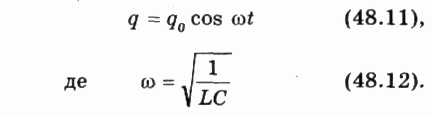 q = q₀ cos ωt (48.11),
де ω = √(1/LC) (48.12).